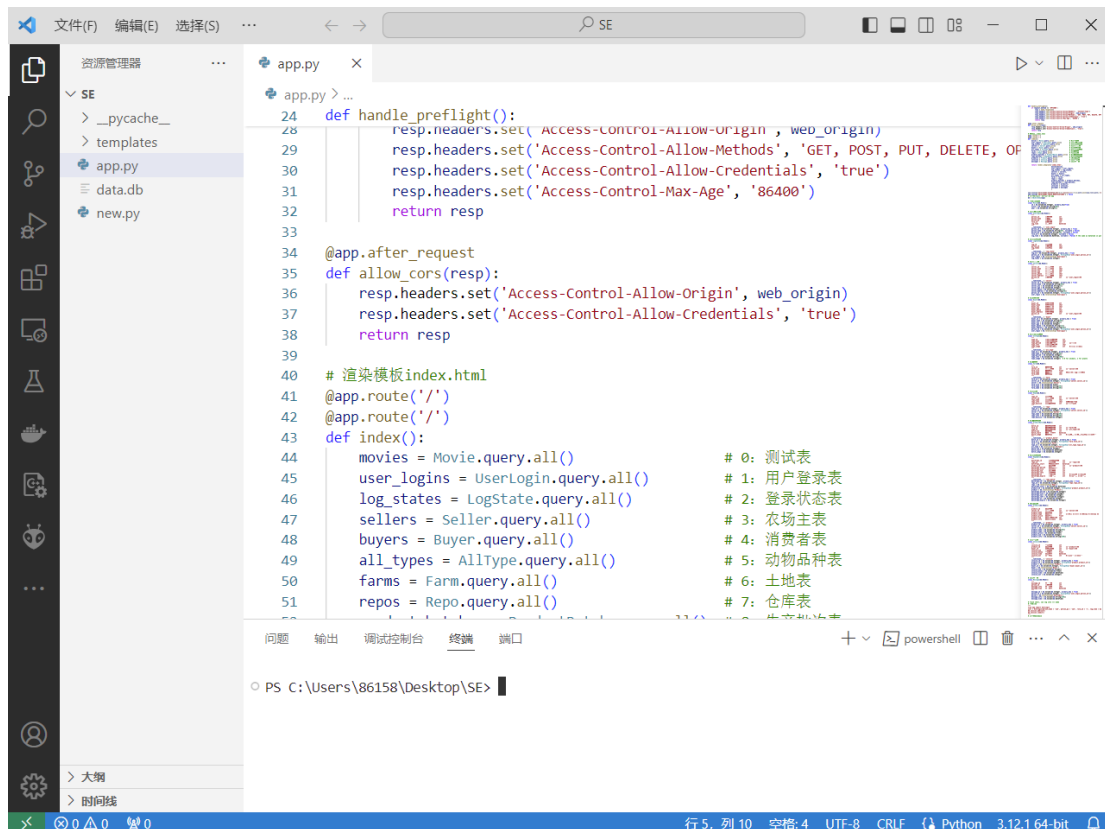 文件(F) 编辑(E) 选择(S) ··· SE
资源管理器 ···
SE
__pycache__
templates
app.py
data.db
new.py
大纲
时间线
app.py
app.py > ...
24 def handle_preflight():
28 resp.headers.set('Access-Control-Allow-Origin', web_origin)
29 resp.headers.set('Access-Control-Allow-Methods', 'GET, POST, PUT, DELETE, OP
30 resp.headers.set('Access-Control-Allow-Credentials', 'true')
31 resp.headers.set('Access-Control-Max-Age', '86400')
32 return resp
33
34 @app.after_request
35 def allow_cors(resp):
36 resp.headers.set('Access-Control-Allow-Origin', web_origin)
37 resp.headers.set('Access-Control-Allow-Credentials', 'true')
38 return resp
39
40 # 渲染模板index.html
41 @app.route('/')
42 @app.route('/')
43 def index():
44 movies = Movie.query.all() # 0: 测试表
45 user_logins = UserLogin.query.all() # 1: 用户登录表
46 log_states = LogState.query.all() # 2: 登录状态表
47 sellers = Seller.query.all() # 3: 农场主表
48 buyers = Buyer.query.all() # 4: 消费者表
49 all_types = AllType.query.all() # 5: 动物品种表
50 farms = Farm.query.all() # 6: 土地表
51 repos = Repo.query.all() # 7: 仓库表
问题 输出 调试控制台 终端 端口 powershell
PS C:\Users\86158\Desktop\SE>
0 0 0 行 5，列 10 空格: 4 UTF-8 CRLF Python 3.12.1 64-bit